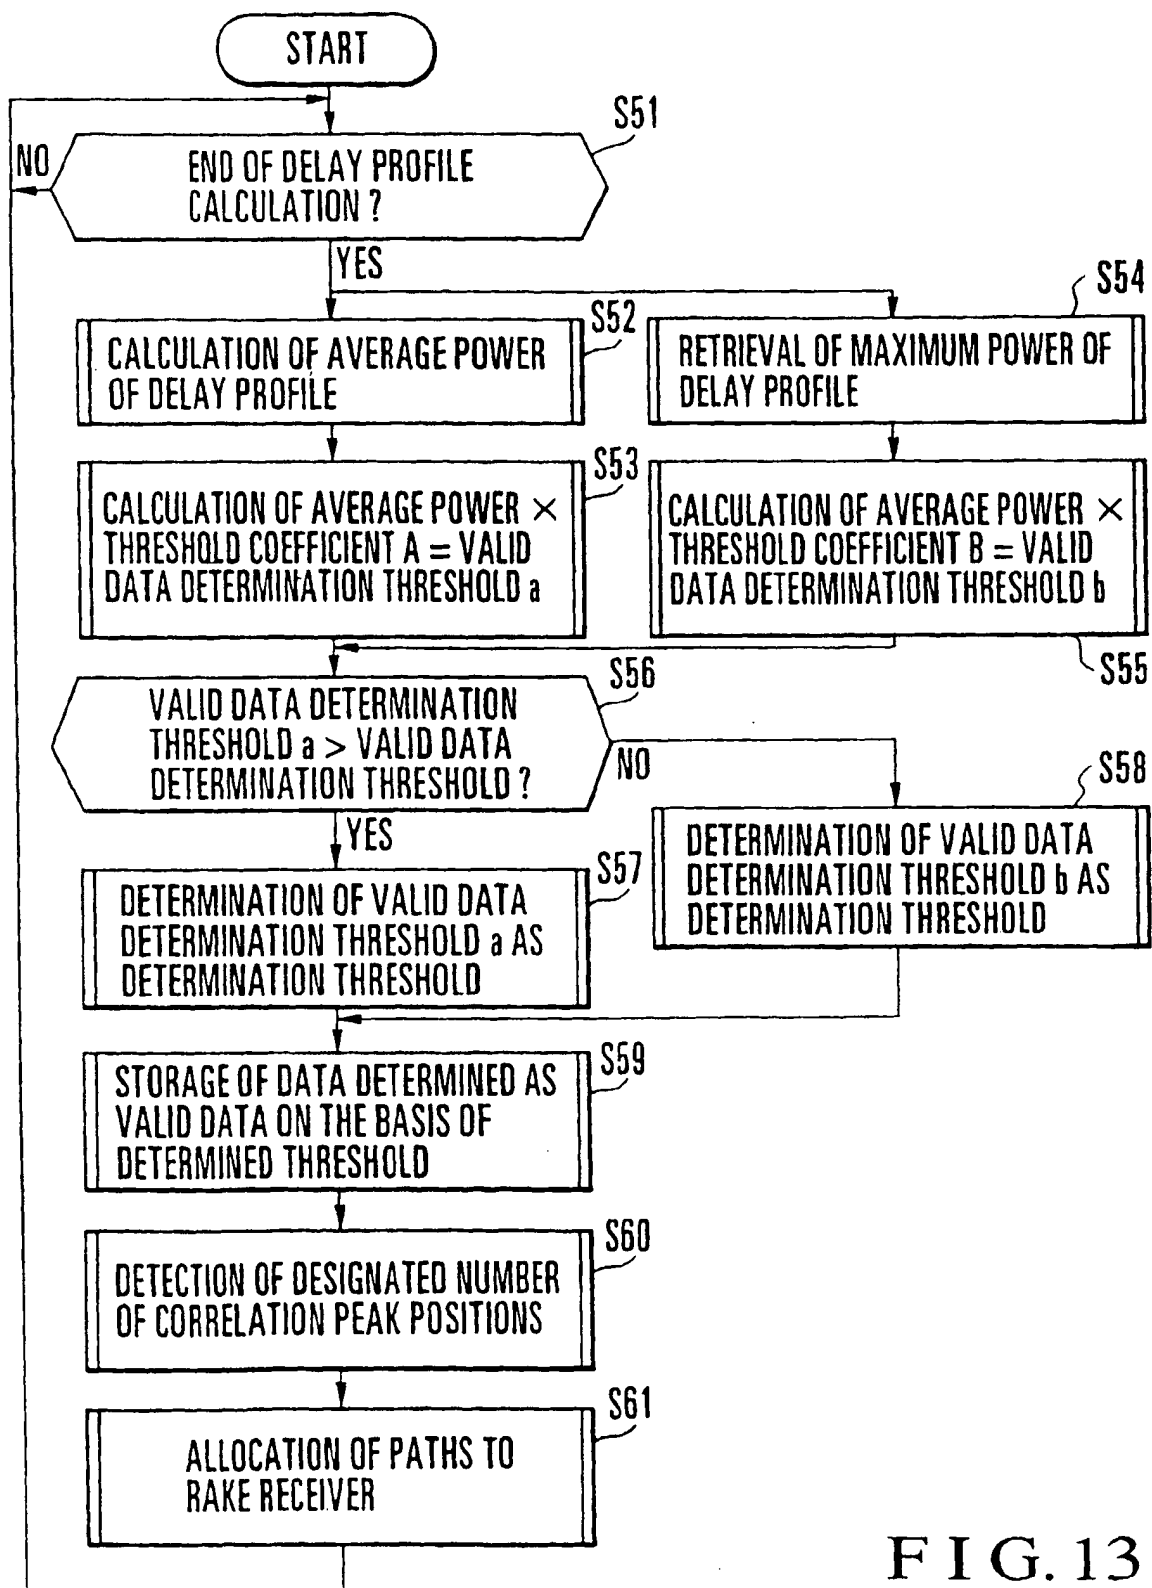 START
S51
NO
END OF DELAY PROFILE
CALCULATION ?
YES
S52
CALCULATION OF AVERAGE POWER
OF DELAY PROFILE
S54
RETRIEVAL OF MAXIMUM POWER OF
DELAY PROFILE
S53
CALCULATION OF AVERAGE POWER ×
THRESHOLD COEFFICIENT A = VALID
DATA DETERMINATION THRESHOLD a
CALCULATION OF AVERAGE POWER ×
THRESHOLD COEFFICIENT B = VALID
DATA DETERMINATION THRESHOLD b
S55
S56
VALID DATA DETERMINATION
THRESHOLD a > VALID DATA
DETERMINATION THRESHOLD ?
NO
YES
S58
DETERMINATION OF VALID DATA
DETERMINATION THRESHOLD b AS
DETERMINATION THRESHOLD
S57
DETERMINATION OF VALID DATA
DETERMINATION THRESHOLD a AS
DETERMINATION THRESHOLD
S59
STORAGE OF DATA DETERMINED AS
VALID DATA ON THE BASIS OF
DETERMINED THRESHOLD
S60
DETECTION OF DESIGNATED NUMBER
OF CORRELATION PEAK POSITIONS
S61
ALLOCATION OF PATHS TO
RAKE RECEIVER
FIG. 13